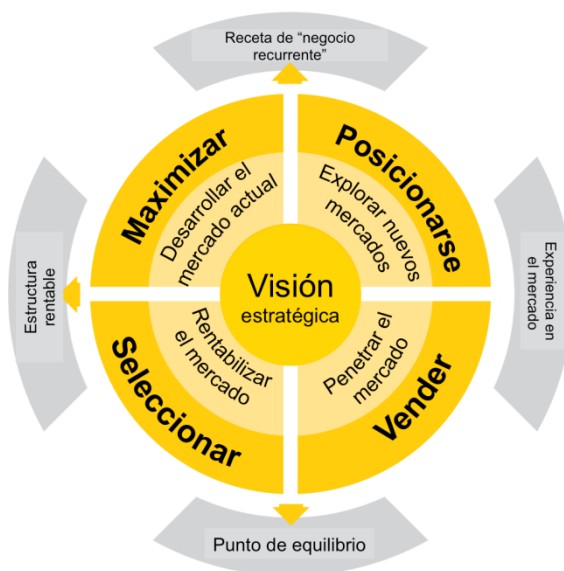 Receta de “negocio
recurrente”
Maximizar
Desarrollar el
mercado actual
Posicionarse
Explorar nuevos
mercados
Visión
estratégica
Estructura
rentable
Experiencia en
el mercado
Seleccionar
Rentabilizar
el mercado
Vender
Penetrar el
mercado
Punto de equilibrio